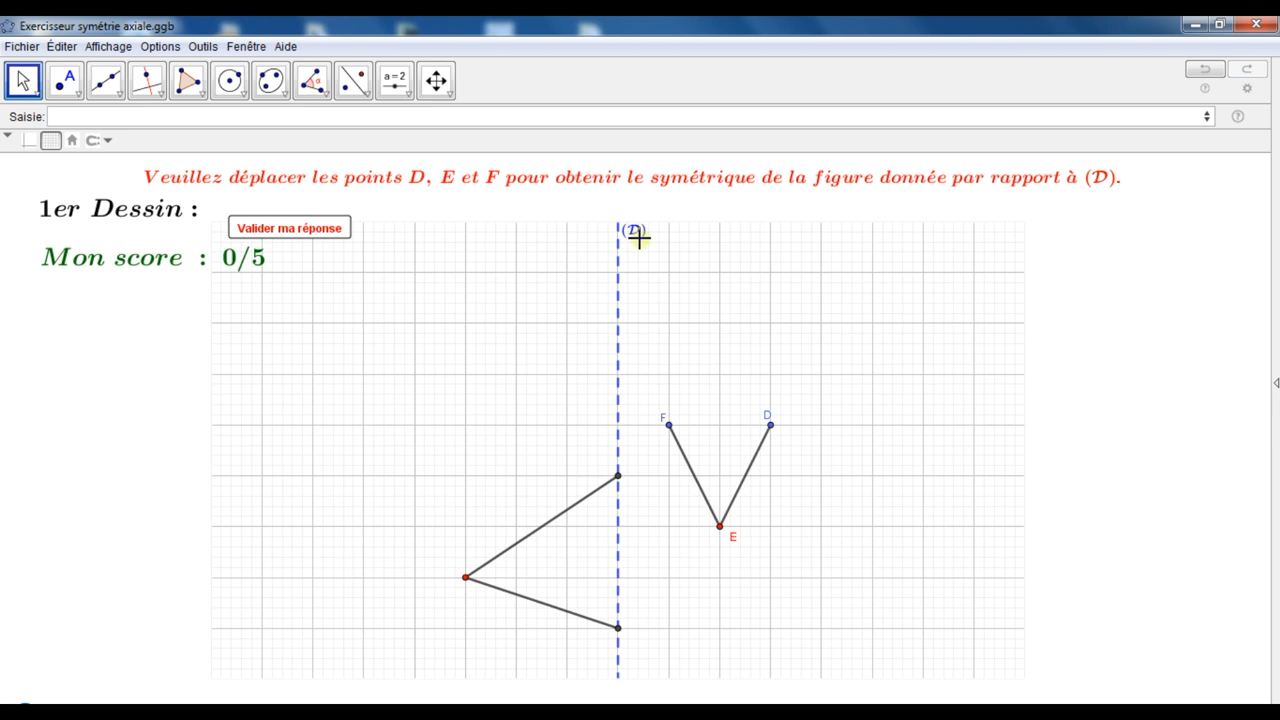 Exercisseur symétrie axiale.ggb
Fichier Éditer Affichage Options Outils Fenêtre Aide
A α a=2
Saisie:
Veuillez déplacer les points D, E et F pour obtenir le symétrique de la figure donnée par rapport à (D).
1er Dessin :
Valider ma réponse
(D)
Mon score : 0/5
F D
E